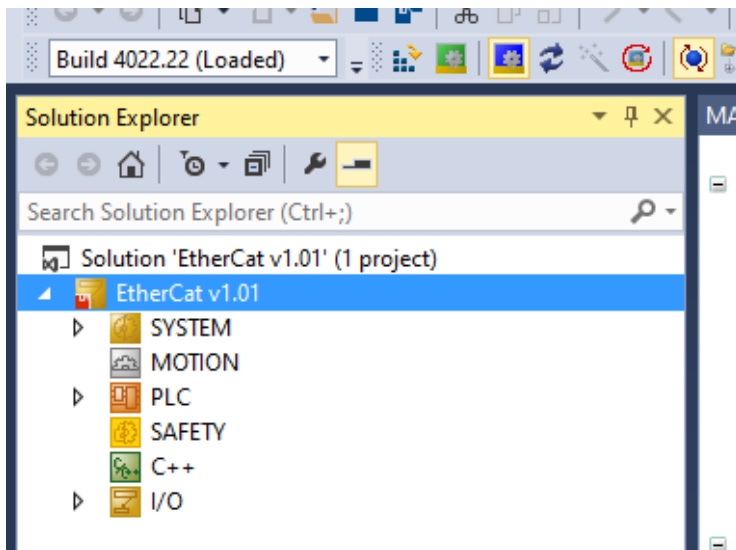 Build 4022.22 (Loaded)
Solution Explorer
MA
Search Solution Explorer (Ctrl+;)
Solution 'EtherCat v1.01' (1 project)
EtherCat v1.01
SYSTEM
MOTION
PLC
SAFETY
C++
I/O